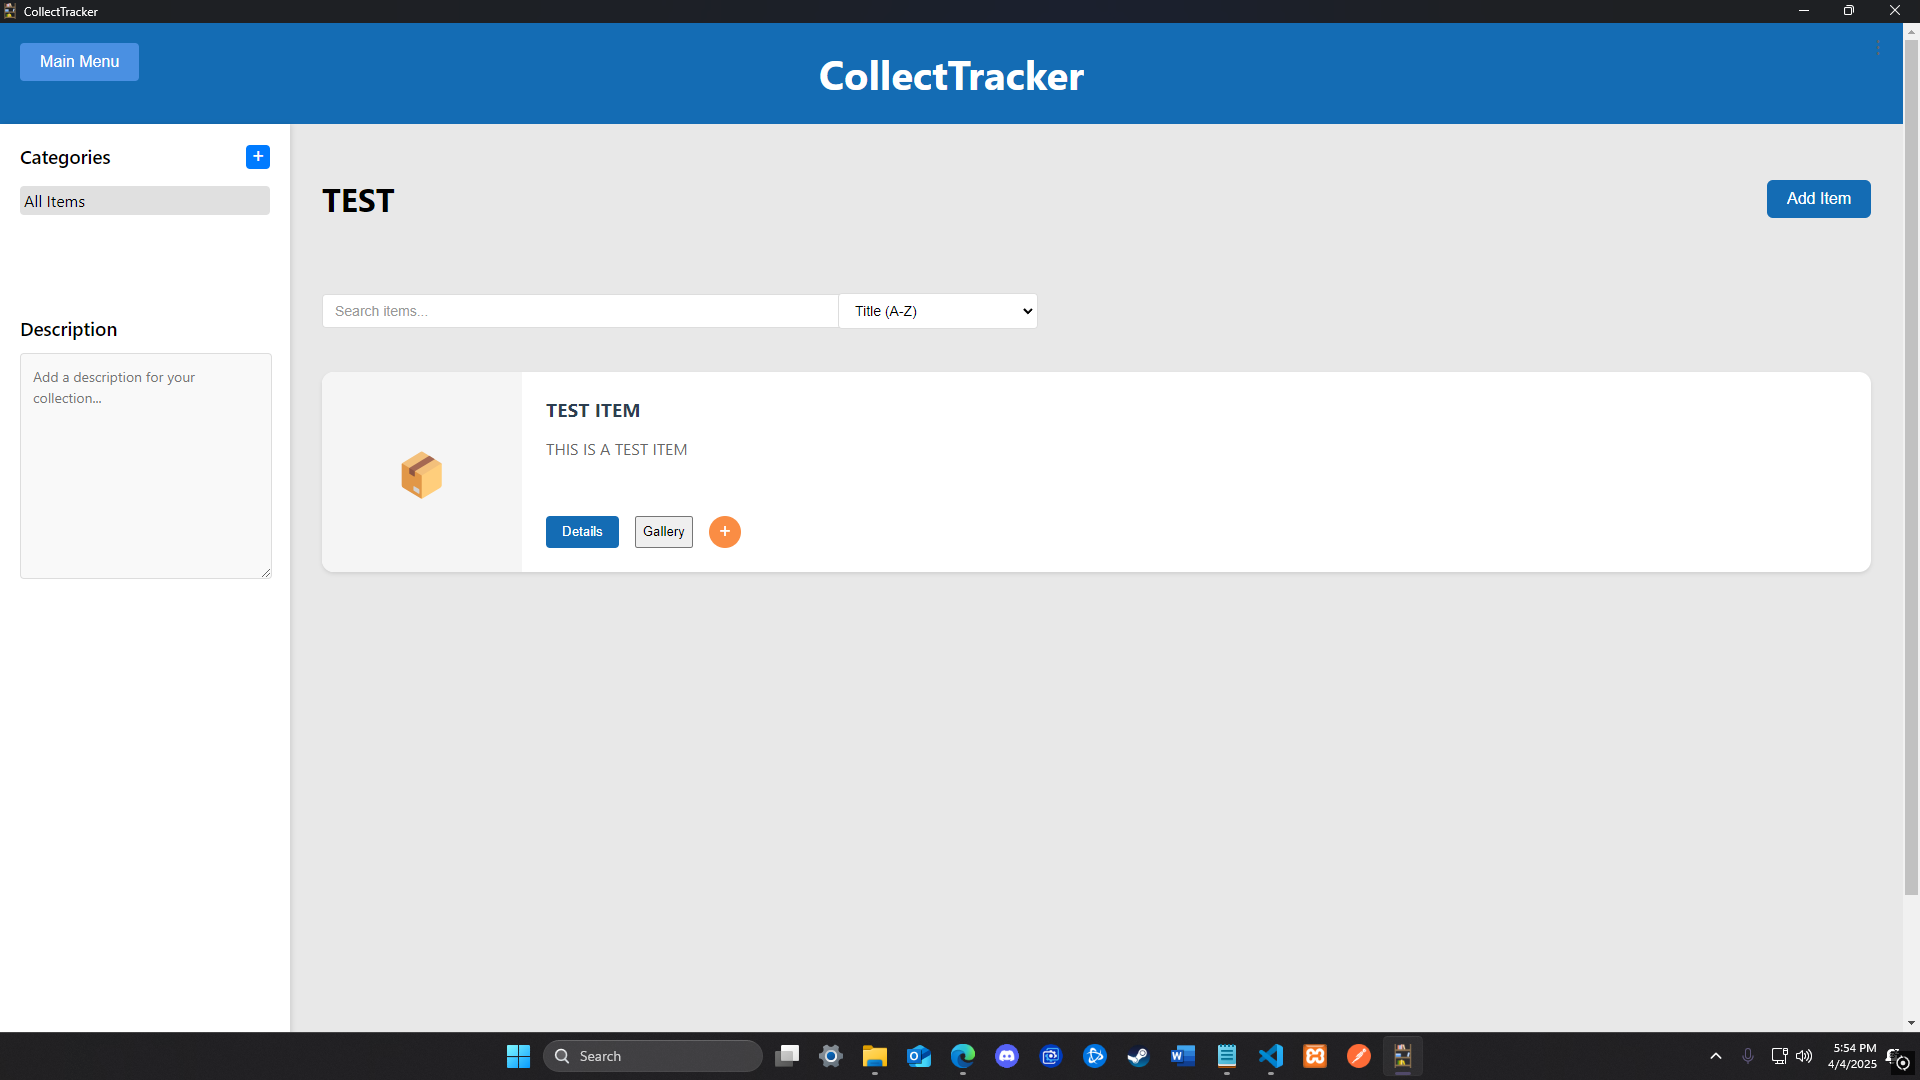 CollectTracker
Main Menu
CollectTracker
Categories
+
All Items
TEST
Add Item
Search items...
Title (A-Z)
Description
Add a description for your
collection...
TEST ITEM
THIS IS A TEST ITEM
Details
Gallery
+
Search
5:54 PM
4/4/2025